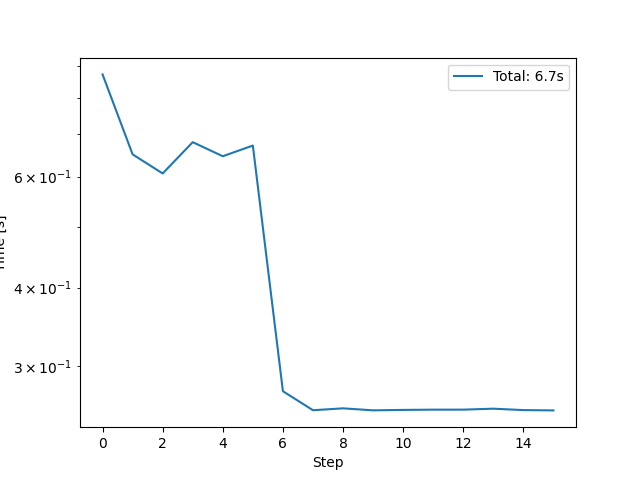 Total: 6.7s
6 × 10⁻¹
4 × 10⁻¹
3 × 10⁻¹
Time [s]
0 2 4 6 8 10 12 14
Step